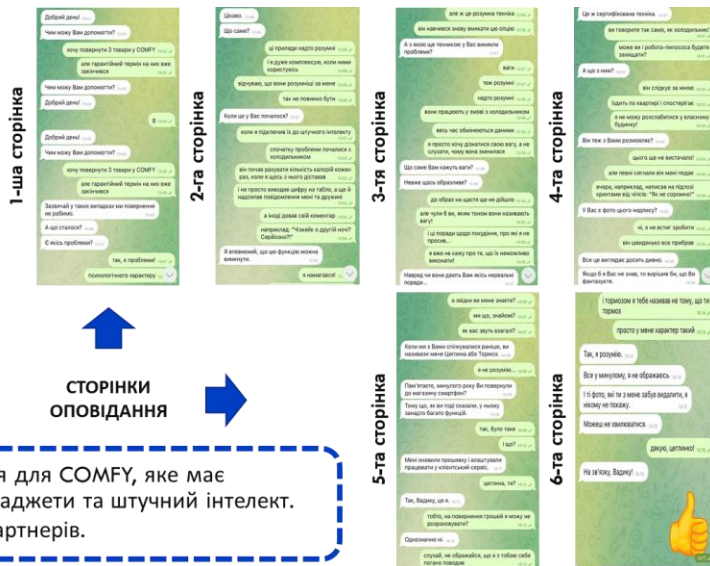 1-ша сторінка
Добрий день!
Чим можу Вам допомогти?
хочу повернути 3 товари у COMFY
але гарантійний термін на них вже
закінчився
Чим можу Вам допомогти?
Добрий день!
Добрий день!
Чим можу Вам допомогти?
хочу повернути 3 товари у COMFY
але гарантійний термін на них вже
закінчився
Зазвичай у таких випадках ми повернення
не робимо.
А що сталося?
Є якісь проблеми?
так, є проблеми!
психологічного характеру
2-га сторінка
Цікаво.
Що саме?
ці прилади надто розумні
і я дуже комплексую, коли ними
користуюсь
відчуваю, що вони розумніші за мене
так не повинно бути
Коли це у Вас почалося?
коли я підключив їх до штучного інтелекту
спочатку проблеми почалися з
холодильником
він почав рахувати кількість калорій кожен
раз, коли я щось з нього діставав
і не просто виводив цифру на табло, а ще й
надсилав повідомлення мені та дружині
а іноді додав свій коментар
наприклад: "Чізкейк о другій ночі?
Серйозно?!"
Я впевнений, що цю функцію можна
вимкнути.
я намагався!
3-тя сторінка
але ж це розумна техніка
він навчився знову вмикати цю опцію
А з якою ще технікою у Вас виникли
проблеми?
ваги
теж розумні
надто розумні
вони працюють у змові з холодильником
весь час обмінюються даними
я просто хочу дізнатися свою вагу, а не
слухати, чому вона змінилася
Що саме Вам кажуть ваги?
Невже щось образливе?
до образ на щастя ще не дійшло
але чули б ви, яким тоном вони називають
вагу!
і ці поради щодо схуднення, про які я не
просив...
я вже не кажу про те, що їх неможливо
виконати!
Навряд чи вони дають Вам якісь нереальні
поради...
4-та сторінка
Це ж сертифікована техніка.
ви говорите так само, як холодильник!
може ви і робота-пилососа будете
захищати?
А що з ним?
він слідкує за мною
їздить по квартирі і спостерігає
я не можу розслабитися у власному
будинку!
Він теж з Вами розмовляє?
цього ще не вистачало!
але певні сигнали він мені подає
вчора, наприклад, написав на підлозі
крихтами від чіпсів: "Як не соромно!"
У Вас є фото цього надпису?
ні, я не встиг зробити
він швиденько все прибрав
Все це виглядає досить дивно.
Якщо б я Вас не знав, то вирішив би, що Ви
фантазуєте.
СТОРІНКИ
ОПОВІДАННЯ
я для COMFY, яке має
аджети та штучний інтелект.
артнерів.
5-та сторінка
а звідки ви мене знаєте?
ми що, знайомі?
як вас звуть взагалі?
Коли ми з Вами спілкувалися раніше, ви
називали мене Цеглина або Тормоз.
я не розумію...
Пам'ятаєте, минулого року Ви повернули
до магазину смартфон?
Тому що, як ви тоді сказали, у ньому
занадто багато функцій.
так, було таке
і що?
Мені оновили прошивку і влаштували
працювати у клієнтський сервіс.
цеглина, ти?
Так, Вадику, це я.
тобто, на повернення грошей я можу не
розраховувати?
Однозначно ні.
слухай, не ображайся, що я з тобою себе
погано поводив
6-та сторінка
і тормозом я тебе називав не тому, що ти
тормоз
просто у мене характер такий
Так, я розумію.
Все у минулому, я не ображаюсь.
І ті фото, які ти з мене забув видалити, я
нікому не покажу.
Можеш не хвилюватися.
дякую, цеглинко!
На зв'язку, Вадику!